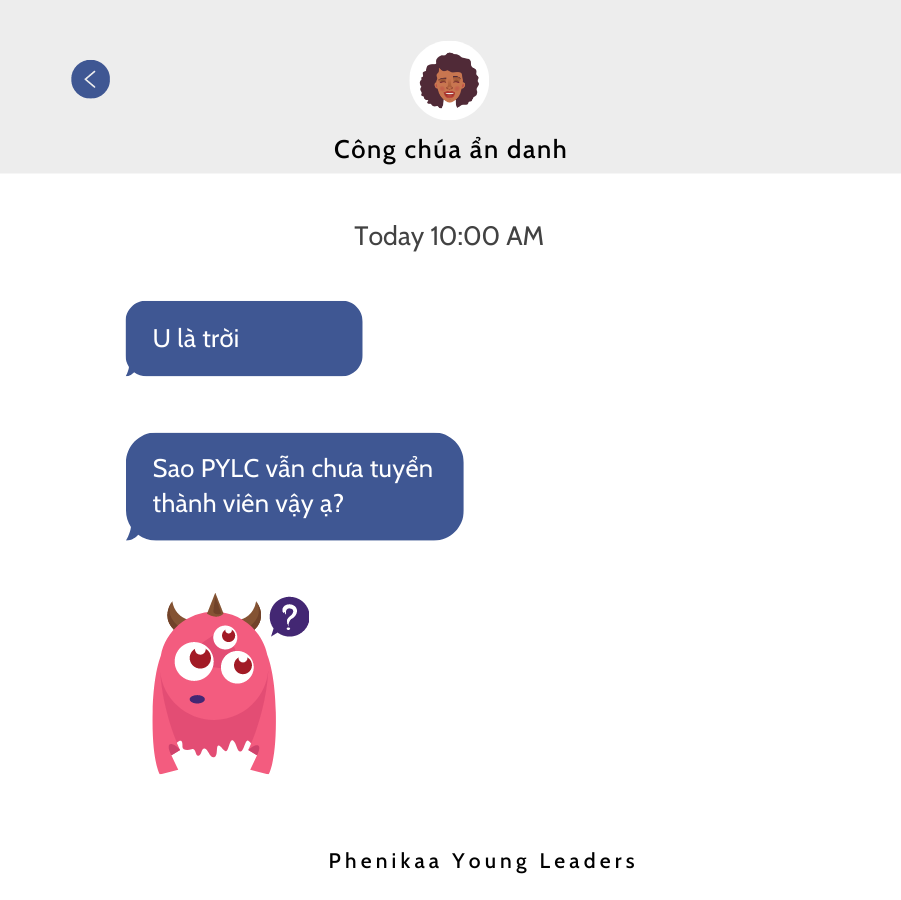 Công chúa ẩn danh
Today 10:00 AM
U là trời
Sao PYLC vẫn chưa tuyển
thành viên vậy ạ?
?
Phenikaa Young Leaders